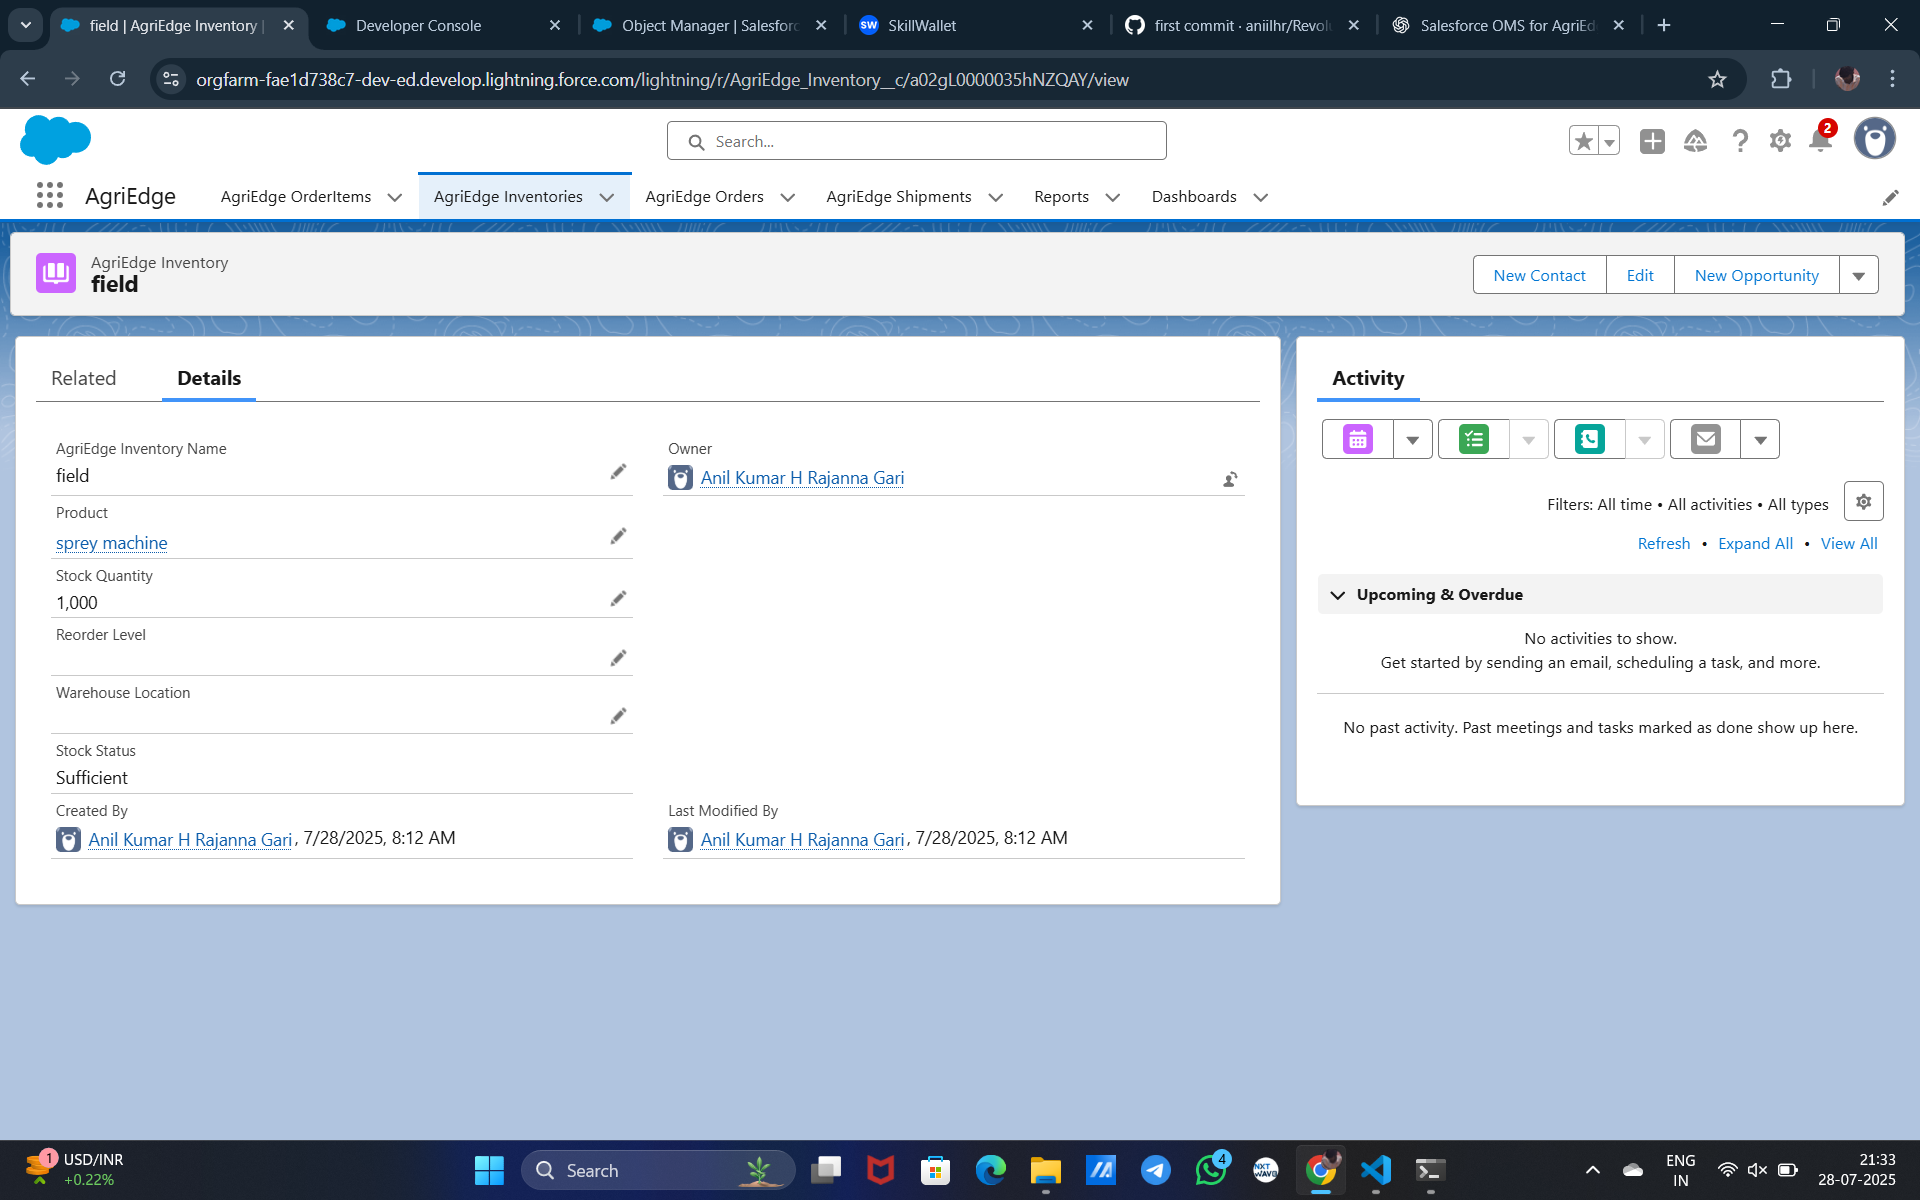 field | AgriEdge Inventory |
Developer Console
Object Manager | Salesforc
SW SkillWallet
first commit · aniilhr/Revolu
Salesforce OMS for AgriEd
orgfarm-fae1d738c7-dev-ed.develop.lightning.force.com/lightning/r/AgriEdge_Inventory__c/a02gL0000035hNZQAY/view
Search...
2
AgriEdge
AgriEdge OrderItems
AgriEdge Inventories
AgriEdge Orders
AgriEdge Shipments
Reports
Dashboards
AgriEdge Inventory
field
New Contact
Edit
New Opportunity
Related
Details
AgriEdge Inventory Name
field
Owner
Anil Kumar H Rajanna Gari
Product
sprey machine
Stock Quantity
1,000
Reorder Level
Warehouse Location
Stock Status
Sufficient
Created By
Anil Kumar H Rajanna Gari, 7/28/2025, 8:12 AM
Last Modified By
Anil Kumar H Rajanna Gari, 7/28/2025, 8:12 AM
Activity
Filters: All time • All activities • All types
Refresh • Expand All • View All
Upcoming & Overdue
No activities to show.
Get started by sending an email, scheduling a task, and more.
No past activity. Past meetings and tasks marked as done show up here.
1
USD/INR
+0.22%
Search
4
NXT
WAVE
ENG
IN
21:33
28-07-2025